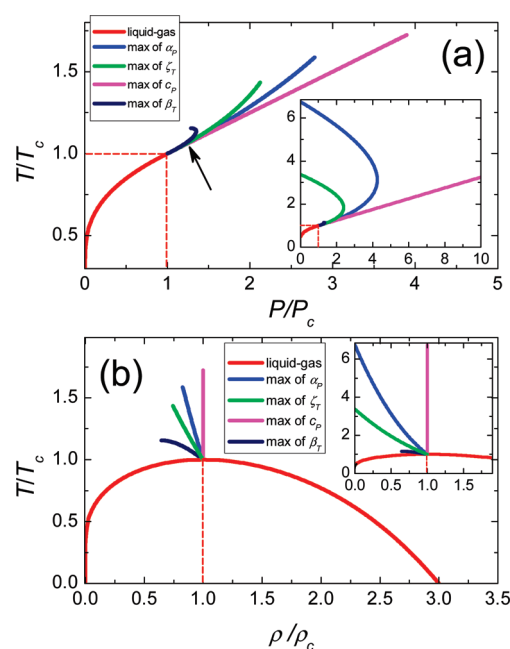 liquid-gas
max of αP
max of ζT
max of cP
max of βT
(a)
1.5
1.0
0.5
T/Tc
6
4
2
0
0 2 4 6 8 10
0 1 2 3 4 5
P/Pc
(b)
liquid-gas
max of αP
max of ζT
max of cP
max of βT
6
4
2
0
0.0 0.5 1.0 1.5
1.5
1.0
0.5
0.0
T/Tc
0.0 0.5 1.0 1.5 2.0 2.5 3.0 3.5
ρ/ρc